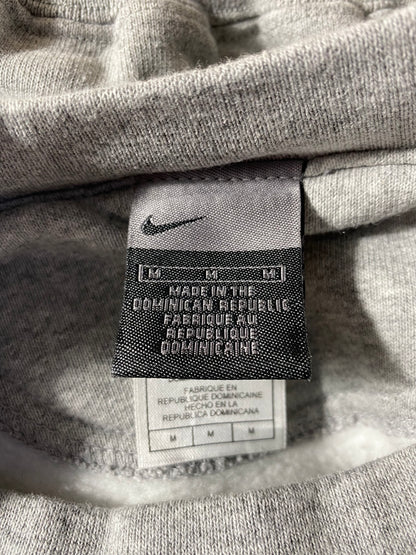 M M M
MADE IN THE
DOMINICAN REPUBLIC
FABRIQUE AU
REPUBLIQUE
DOMINICAINE
FABRIQUE EN
REPUBLIQUE DOMINICAINE
HECHO EN LA
REPUBLICA DOMINICANA
M M M